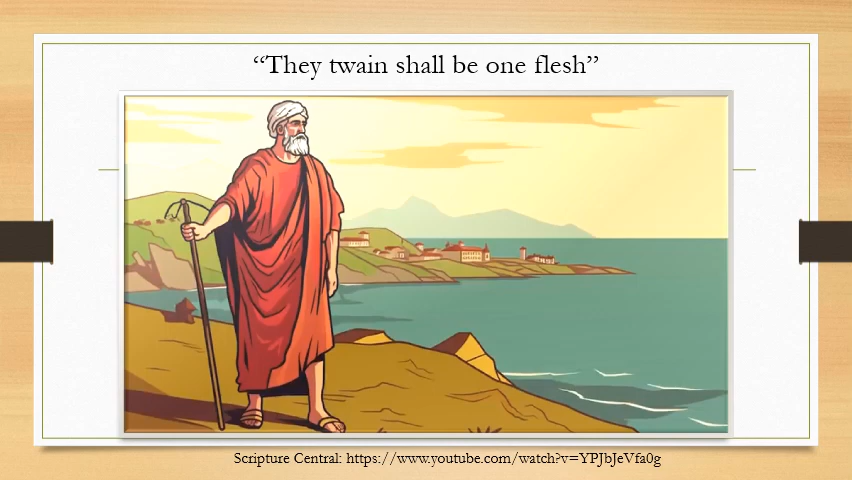 “They twain shall be one flesh”
Scripture Central: https://www.youtube.com/watch?v=YPJbJeVfa0g